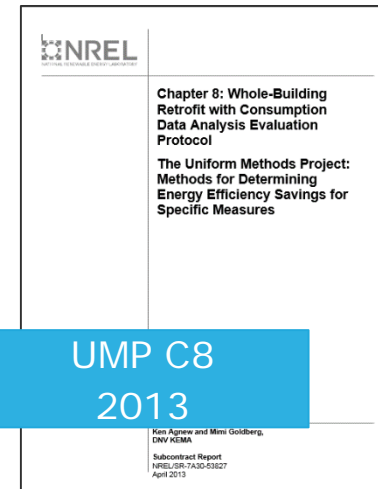 NREL
NATIONAL RENEWABLE ENERGY LABORATORY
Chapter 8: Whole-Building
Retrofit with Consumption
Data Analysis Evaluation
Protocol
The Uniform Methods Project:
Methods for Determining
Energy Efficiency Savings for
Specific Measures
UMP C8
2013
Ken Agnew and Mimi Goldberg,
DNV KEMA
Subcontract Report
NREL/SR-7A30-53827
April 2013